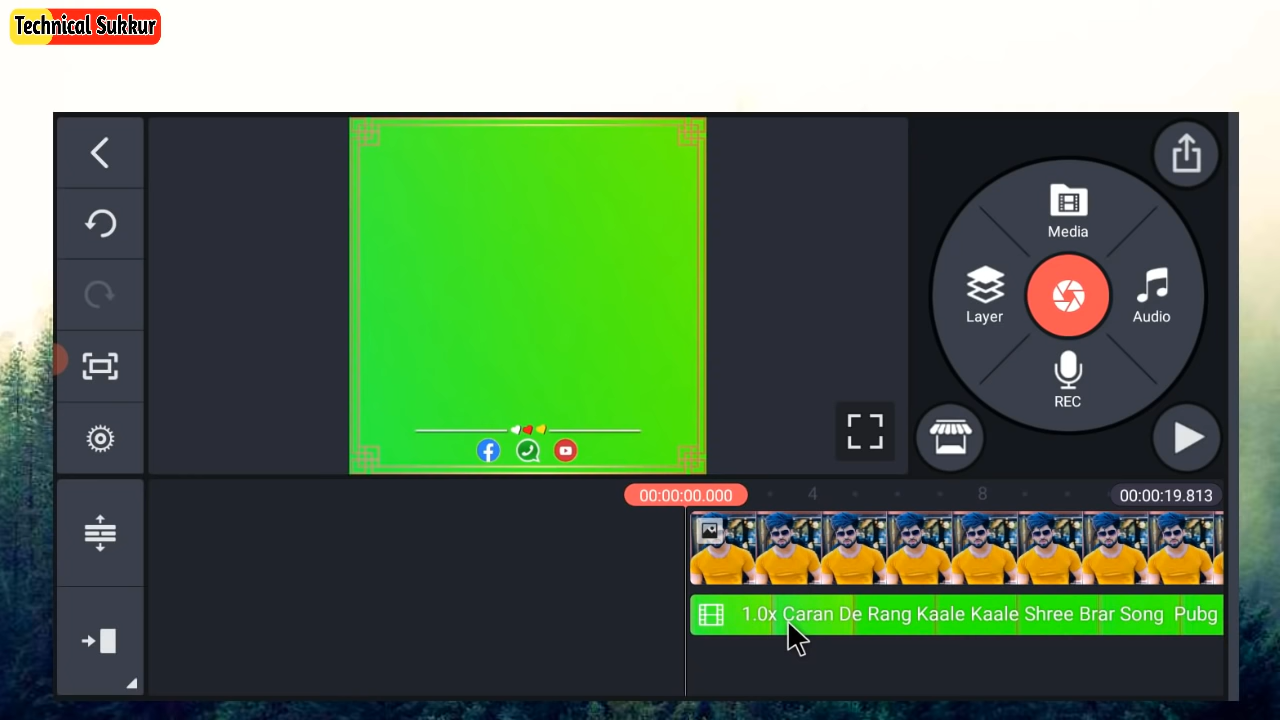 Technical Sukkur
Media
Layer
Audio
REC
00:00:00.000
4
8
00:00:19.813
1.0x Caran De Rang Kaale Kaale Shree Brar Song Pubg